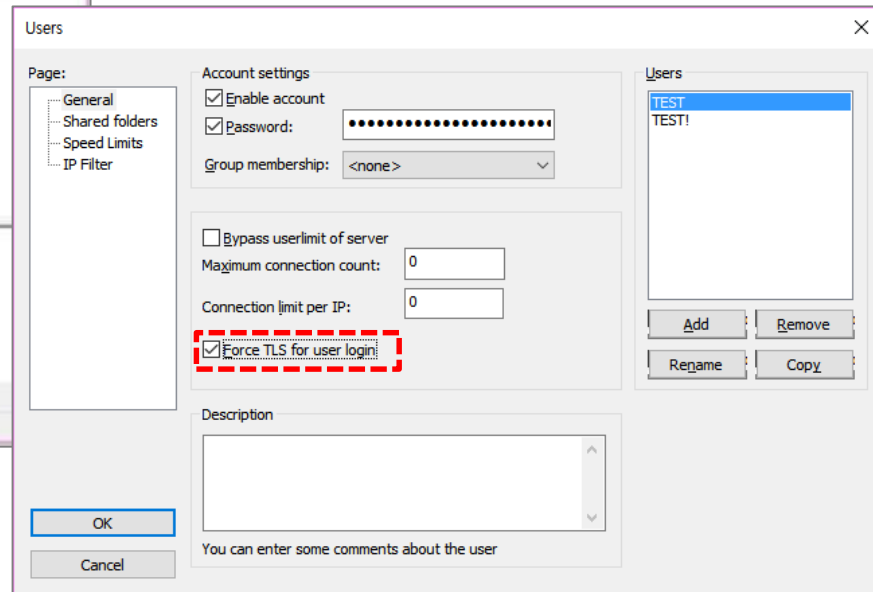 Users
Page:
General
Shared folders
Speed Limits
IP Filter
Account settings
Enable account
Password:
Group membership: <none>
Bypass userlimit of server
Maximum connection count: 0
Connection limit per IP: 0
Force TLS for user login
Description
You can enter some comments about the user
Users
TEST
TEST!
Add Remove
Rename Copy
OK
Cancel